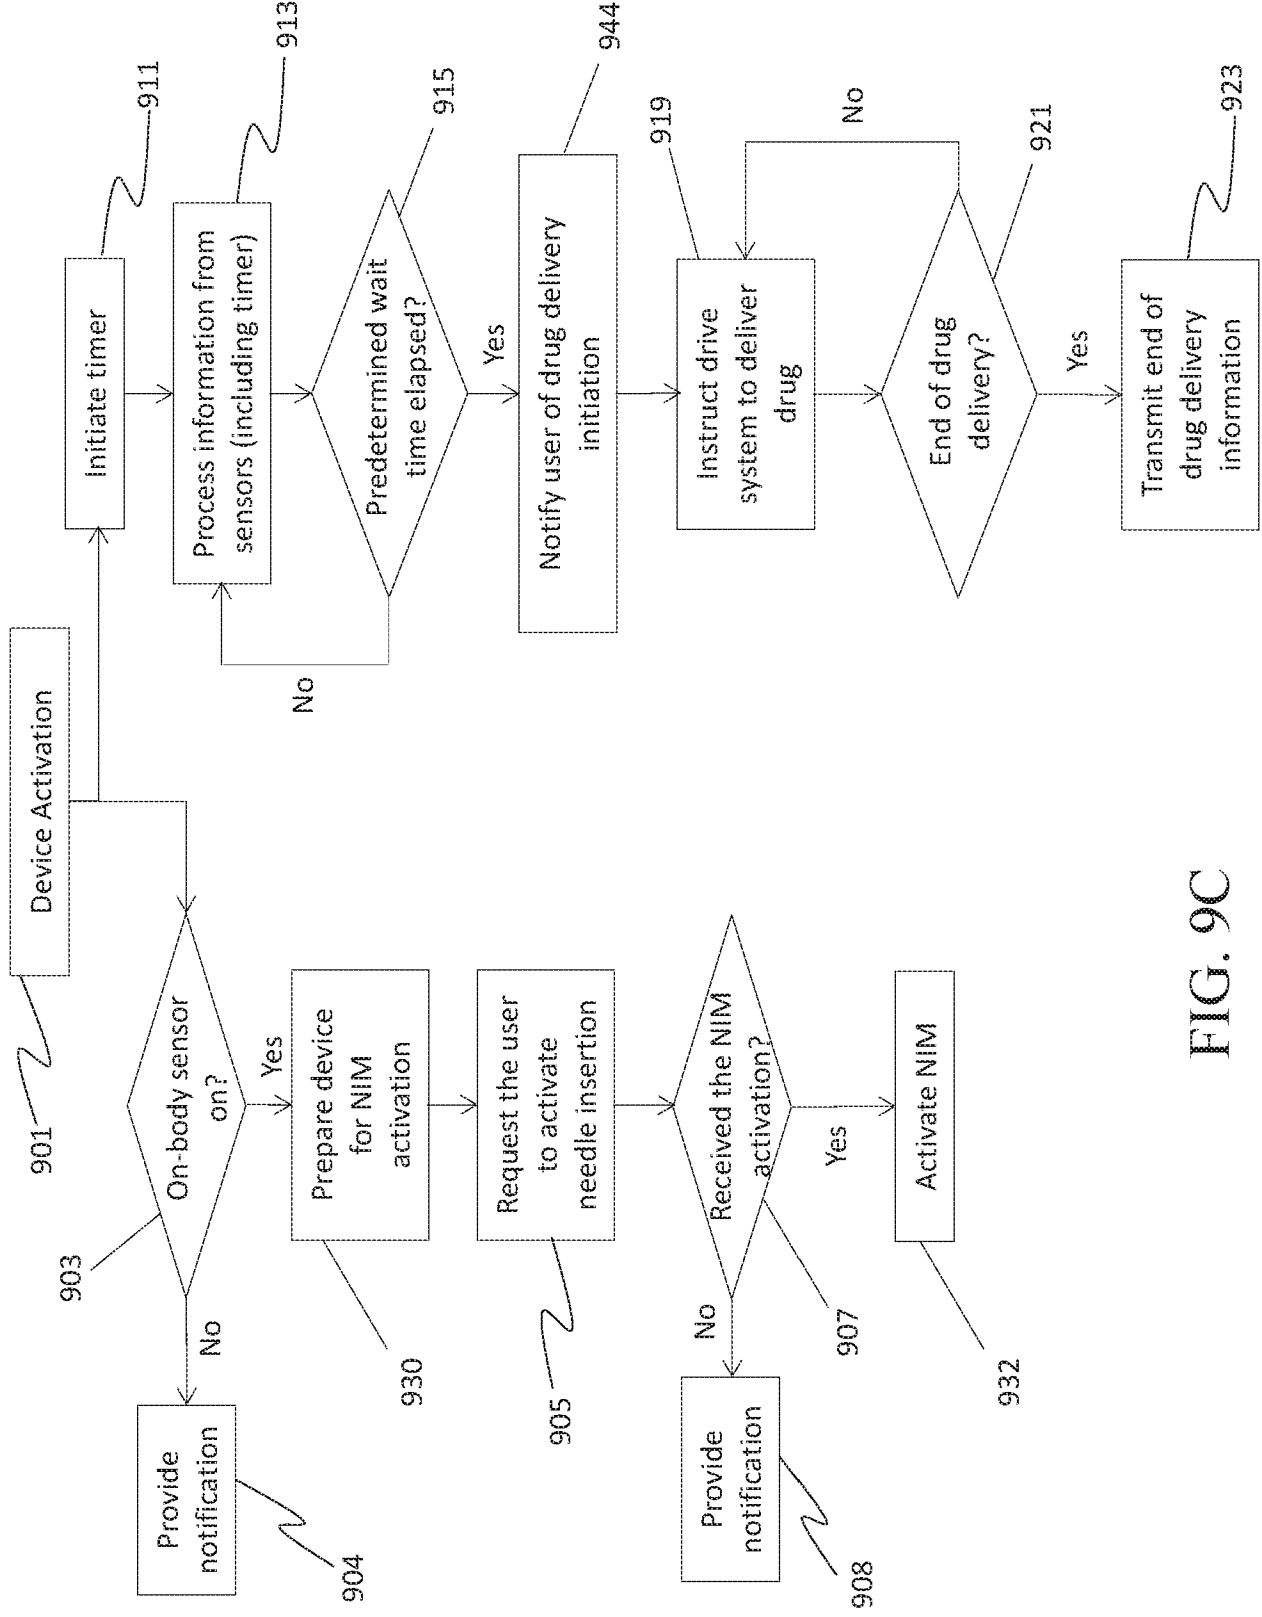 901
Device Activation
903
On-body sensor
on?
No
Provide
notification
904
Yes
Prepare device
for NIM
activation
930
Request the user
to activate
needle insertion
905
Received the NIM
activation?
907
No
Provide
notification
908
Yes
Activate NIM
932
Initiate timer
911
Process information from
sensors (including timer)
913
Predetermined wait
time elapsed?
915
No
Yes
Notify user of drug delivery
initiation
944
Instruct drive
system to deliver
drug
919
End of drug
delivery?
921
No
Yes
Transmit end of
drug delivery
information
923
FIG. 9C